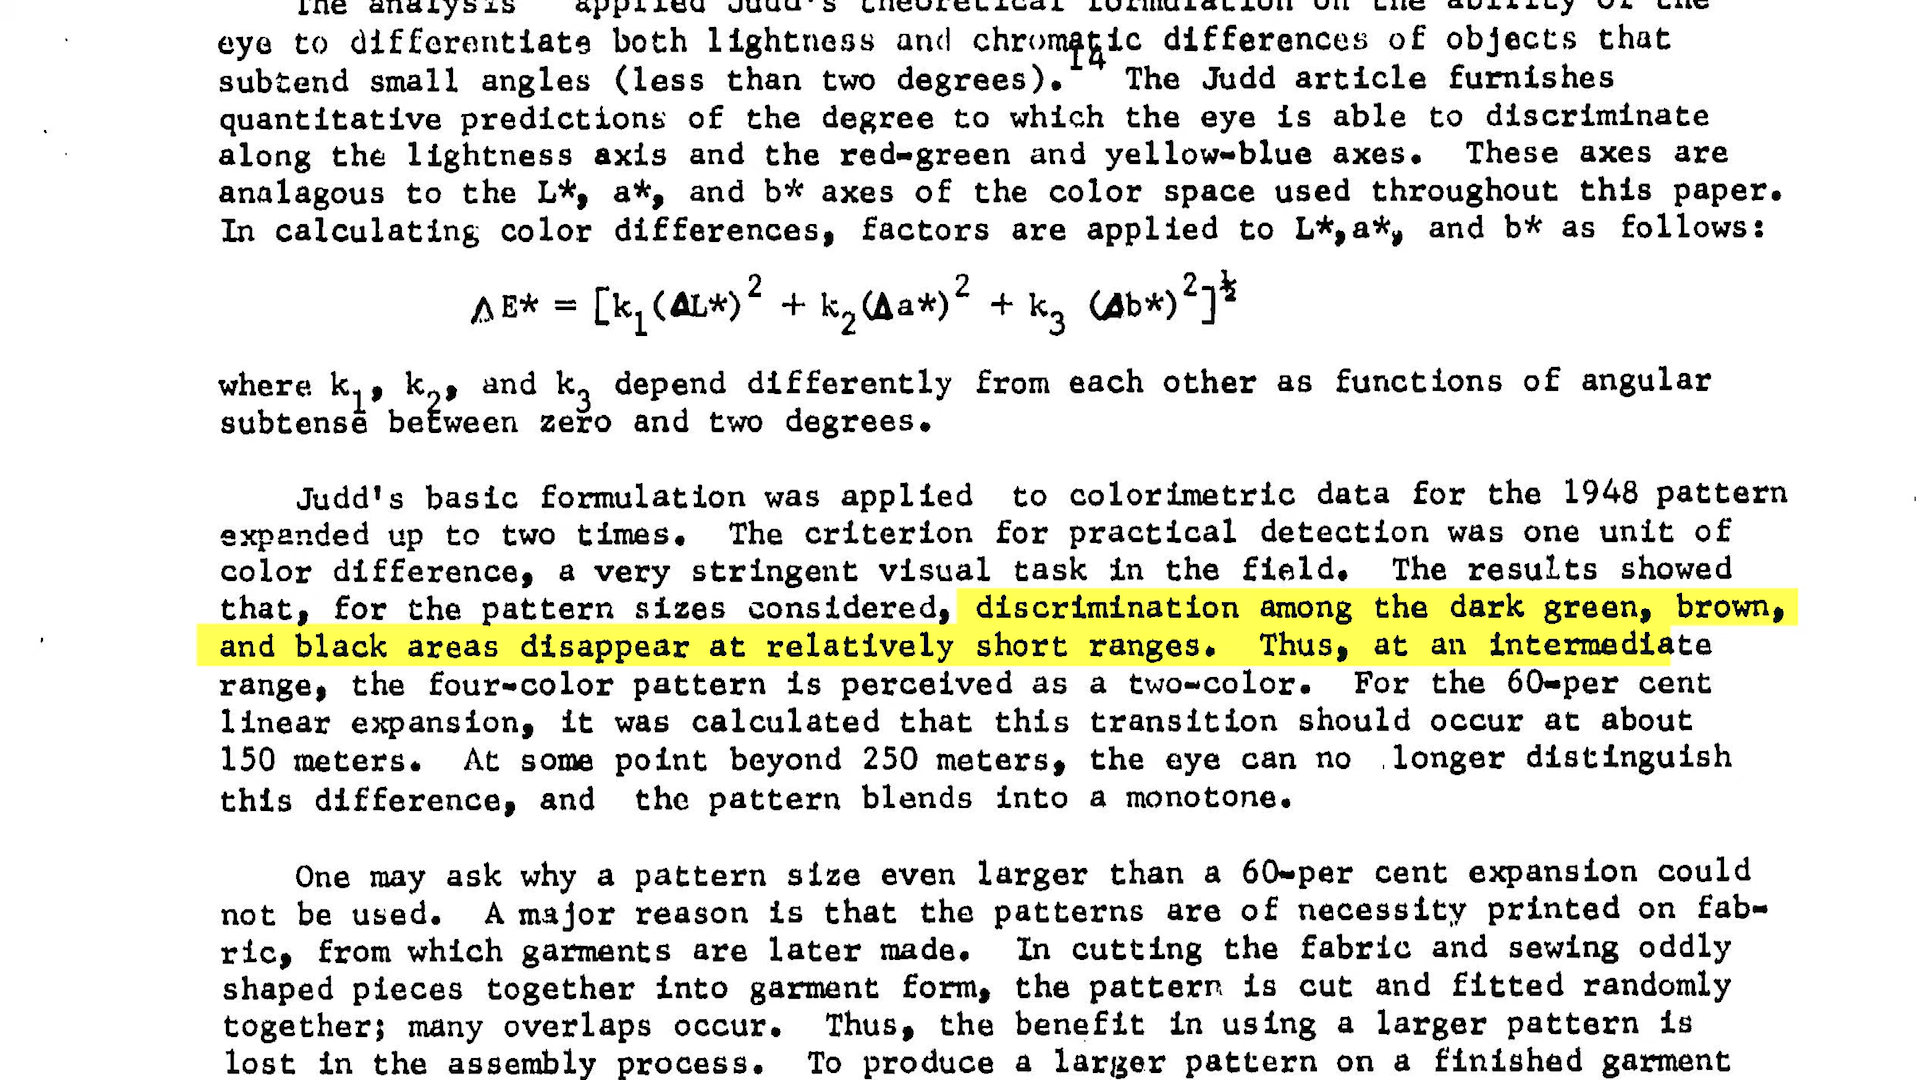 The analysis applied Judd's theoretical formulation on the ability of the
eye to differentiate both lightness and chromatic differences of objects that
subtend small angles (less than two degrees).14 The Judd article furnishes
quantitative predictions of the degree to which the eye is able to discriminate
along the lightness axis and the red-green and yellow-blue axes. These axes are
analagous to the L*, a*, and b* axes of the color space used throughout this paper.
In calculating color differences, factors are applied to L*,a*, and b* as follows:
ΔE* = [k1(ΔL*)2 + k2(Δa*)2 + k3 (Δb*)2]½
where k1, k2, and k3 depend differently from each other as functions of angular
subtense between zero and two degrees.
Judd's basic formulation was applied to colorimetric data for the 1948 pattern
expanded up to two times. The criterion for practical detection was one unit of
color difference, a very stringent visual task in the field. The results showed
that, for the pattern sizes considered, discrimination among the dark green, brown,
and black areas disappear at relatively short ranges. Thus, at an intermediate
range, the four-color pattern is perceived as a two-color. For the 60-per cent
linear expansion, it was calculated that this transition should occur at about
150 meters. At some point beyond 250 meters, the eye can no longer distinguish
this difference, and the pattern blends into a monotone.
One may ask why a pattern size even larger than a 60-per cent expansion could
not be used. A major reason is that the patterns are of necessity printed on fab-
ric, from which garments are later made. In cutting the fabric and sewing oddly
shaped pieces together into garment form, the pattern is cut and fitted randomly
together; many overlaps occur. Thus, the benefit in using a larger pattern is
lost in the assembly process. To produce a larger pattern on a finished garment